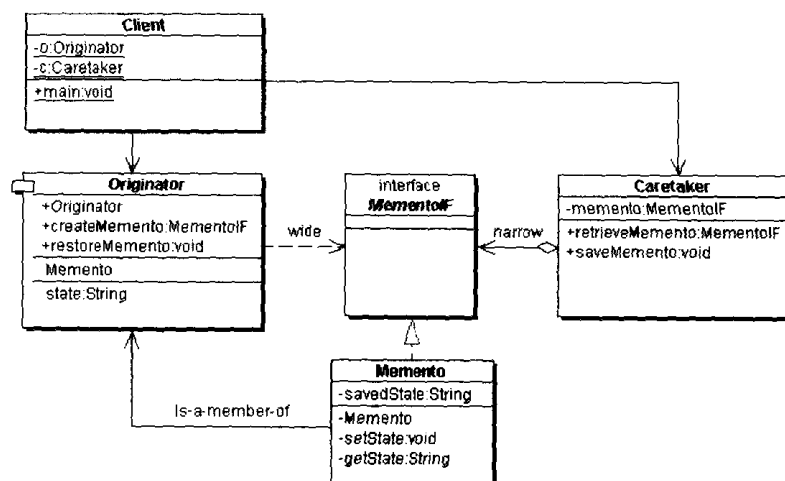 Client
-o:Originator
-c:Caretaker
+main:void
Originator
+Originator
+createMemento:MementoIF
+restoreMemento:void
Memento
state:String
wide
interface
MementoIF
narrow
Caretaker
-memento:MementoIF
+retrieveMemento:MementoIF
+saveMemento:void
Is-a-member-of
Memento
-savedState:String
-Memento
-setState:void
-getState:String